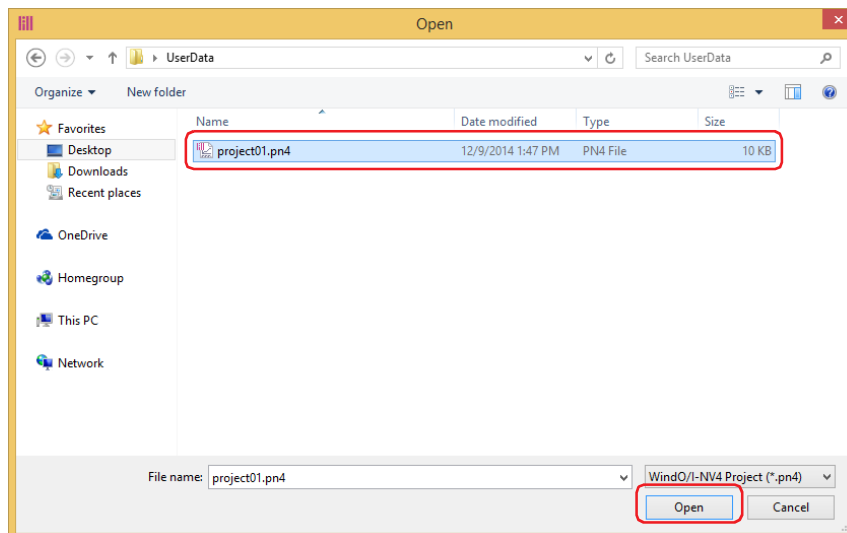 Open
UserData
Search UserData
Organize
New folder
Name
Date modified
Type
Size
Favorites
Desktop
Downloads
Recent places
OneDrive
Homegroup
This PC
Network
project01.pn4
12/9/2014 1:47 PM
PN4 File
10 KB
File name:
project01.pn4
WindO/I-NV4 Project (*.pn4)
Open
Cancel